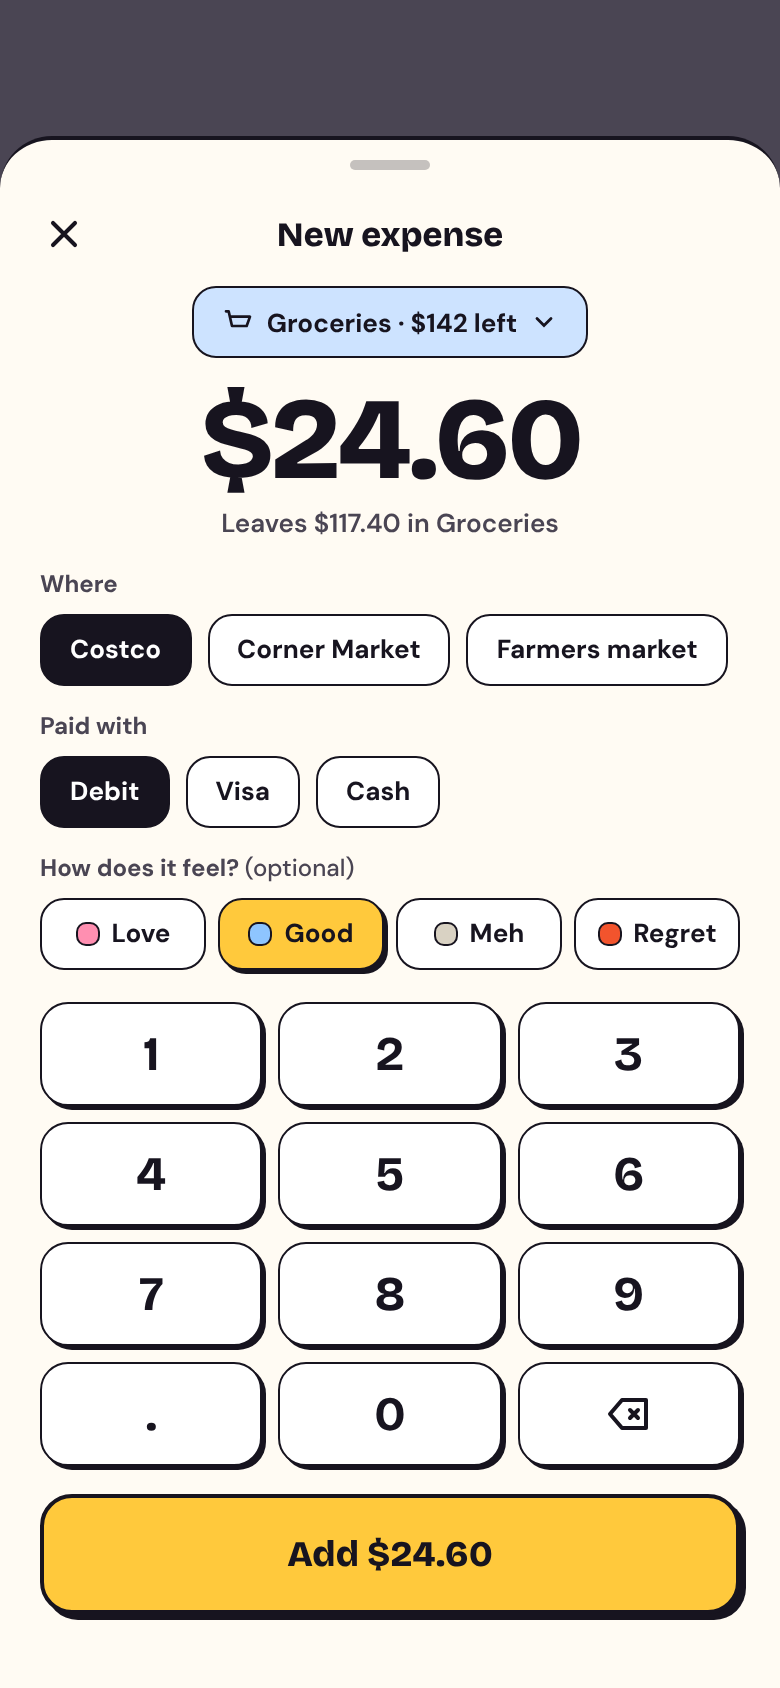 New expense
Groceries · $142 left
$24.60
Leaves $117.40 in Groceries
Where
Costco Corner Market Farmers market
Paid with
Debit Visa Cash
How does it feel? (optional)
Love Good Meh Regret
1 2 3
4 5 6
7 8 9
. 0
Add $24.60